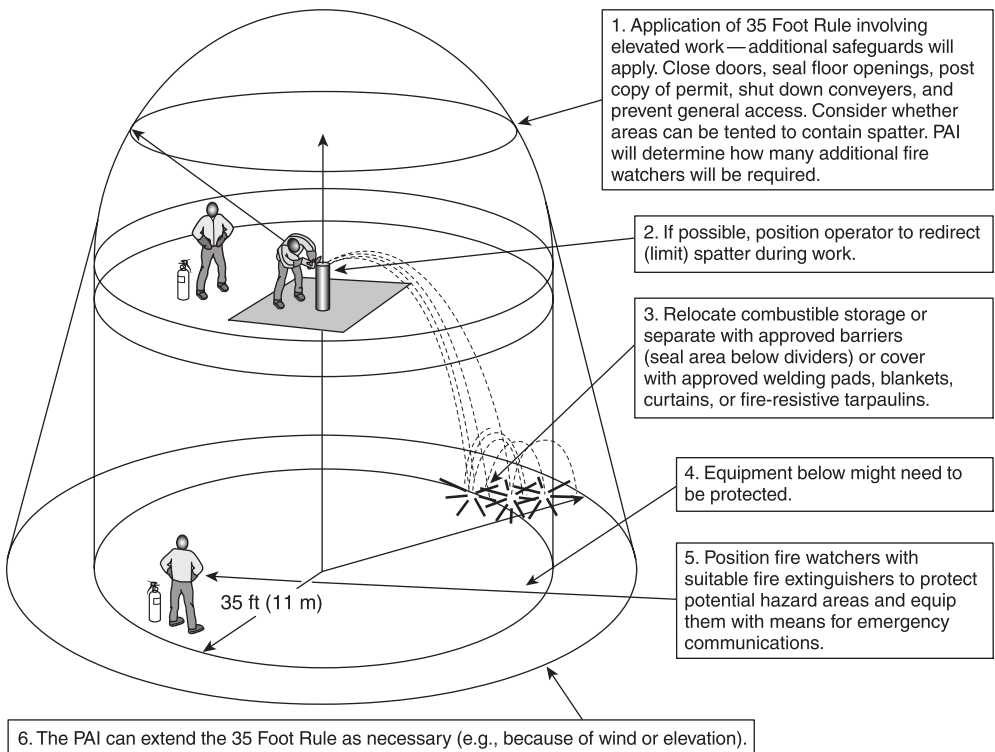 1. Application of 35 Foot Rule involving
elevated work — additional safeguards will
apply. Close doors, seal floor openings, post
copy of permit, shut down conveyers, and
prevent general access. Consider whether
areas can be tented to contain spatter. PAI
will determine how many additional fire
watchers will be required.
2. If possible, position operator to redirect
(limit) spatter during work.
3. Relocate combustible storage or
separate with approved barriers
(seal area below dividers) or cover
with approved welding pads, blankets,
curtains, or fire-resistive tarpaulins.
4. Equipment below might need to
be protected.
5. Position fire watchers with
suitable fire extinguishers to protect
potential hazard areas and equip
them with means for emergency
communications.
35 ft (11 m)
6. The PAI can extend the 35 Foot Rule as necessary (e.g., because of wind or elevation).